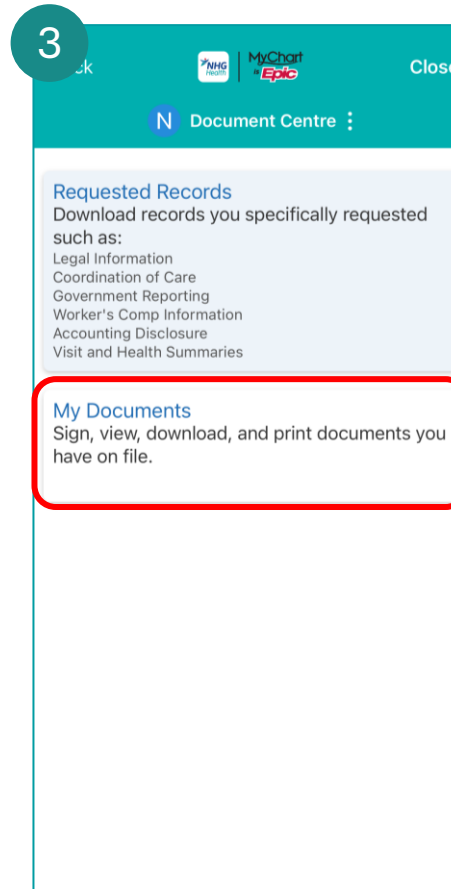 3
ck
NHG
Health
MyChart
Epic
Close
N Document Centre
Requested Records
Download records you specifically requested
such as:
Legal Information
Coordination of Care
Government Reporting
Worker's Comp Information
Accounting Disclosure
Visit and Health Summaries
My Documents
Sign, view, download, and print documents you
have on file.